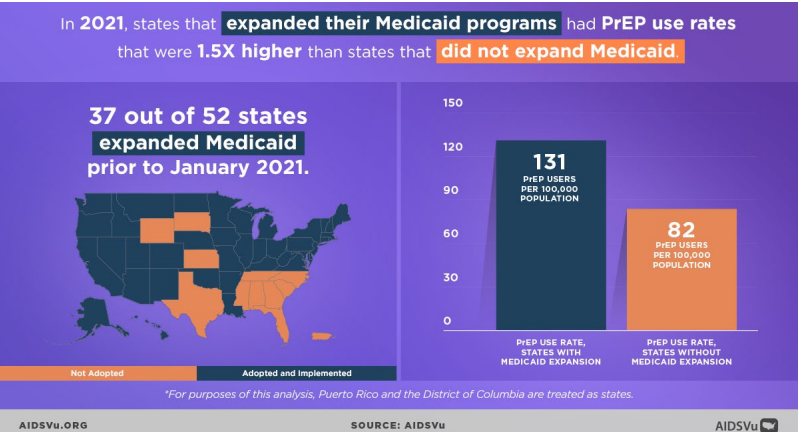 In 2021, states that expanded their Medicaid programs had PrEP use rates
that were 1.5X higher than states that did not expand Medicaid.
37 out of 52 states
expanded Medicaid
prior to January 2021.
Not Adopted
Adopted and Implemented
150
120
90
60
30
0
131
PrEP USERS
PER 100,000
POPULATION
82
PrEP USERS
PER 100,000
POPULATION
PrEP USE RATE,
STATES WITH
MEDICAID EXPANSION
PrEP USE RATE,
STATES WITHOUT
MEDICAID EXPANSION
*For purposes of this analysis, Puerto Rico and the District of Columbia are treated as states.
AIDSVu.ORG
SOURCE: AIDSVu
AIDSVu